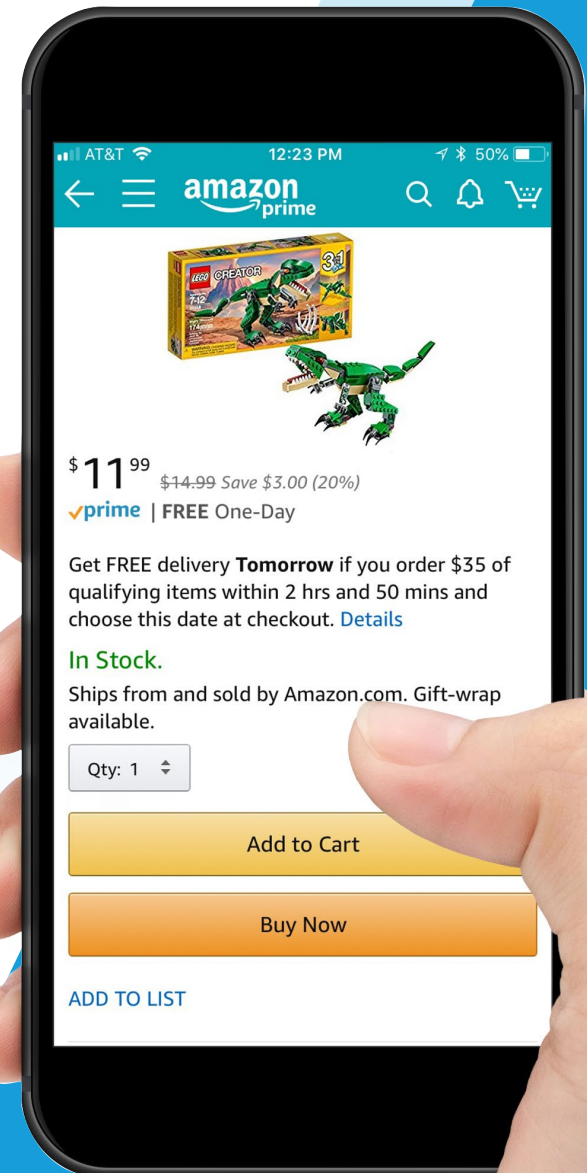 AT&T 12:23 PM 50%
amazon
prime
LEGO CREATOR 3in1
7-12
174
$11 99 $14.99 Save $3.00 (20%)
prime | FREE One-Day
Get FREE delivery Tomorrow if you order $35 of
qualifying items within 2 hrs and 50 mins and
choose this date at checkout. Details
In Stock.
Ships from and sold by Amazon.com. Gift-wrap
available.
Qty: 1
Add to Cart
Buy Now
ADD TO LIST